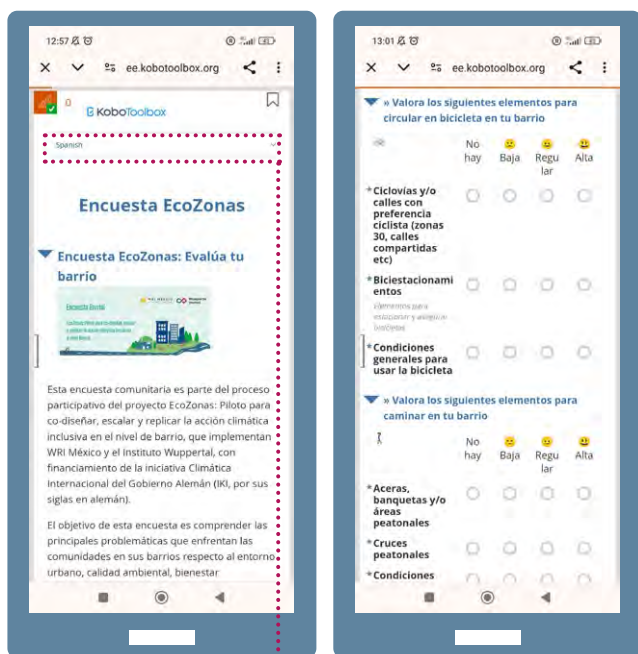 12:57
ee.kobotoolbox.org
0
KoboToolbox
Spanish
Encuesta EcoZonas
Encuesta EcoZonas: Evalúa tu
barrio
Esta encuesta comunitaria es parte del proceso
participativo del proyecto EcoZonas: Piloto para
co-diseñar, escalar y replicar la acción climática
inclusiva en el nivel de barrio, que implementan
WRI México y el Instituto Wuppertal, con
financiamiento de la iniciativa Climática
Internacional del Gobierno Alemán (IKI, por sus
siglas en alemán).
El objetivo de esta encuesta es comprender las
principales problemáticas que enfrentan las
comunidades en sus barrios respecto al entorno
urbano, calidad ambiental, bienestar
13:01
ee.kobotoolbox.org
» Valora los siguientes elementos para
circular en bicicleta en tu barrio
No
hay
Baja
Regu
lar
Alta
*Ciclovías y/o
calles con
preferencia
ciclista (zonas
30, calles
compartidas
etc)
*Biciestacionami
entos
Elementos para
estacionar y asegurar
bicicletas
*Condiciones
generales para
usar la bicicleta
» Valora los siguientes elementos para
caminar en tu barrio
No
hay
Baja
Regu
lar
Alta
*Aceras,
banquetas y/o
áreas
peatonales
*Cruces
peatonales
*Condiciones